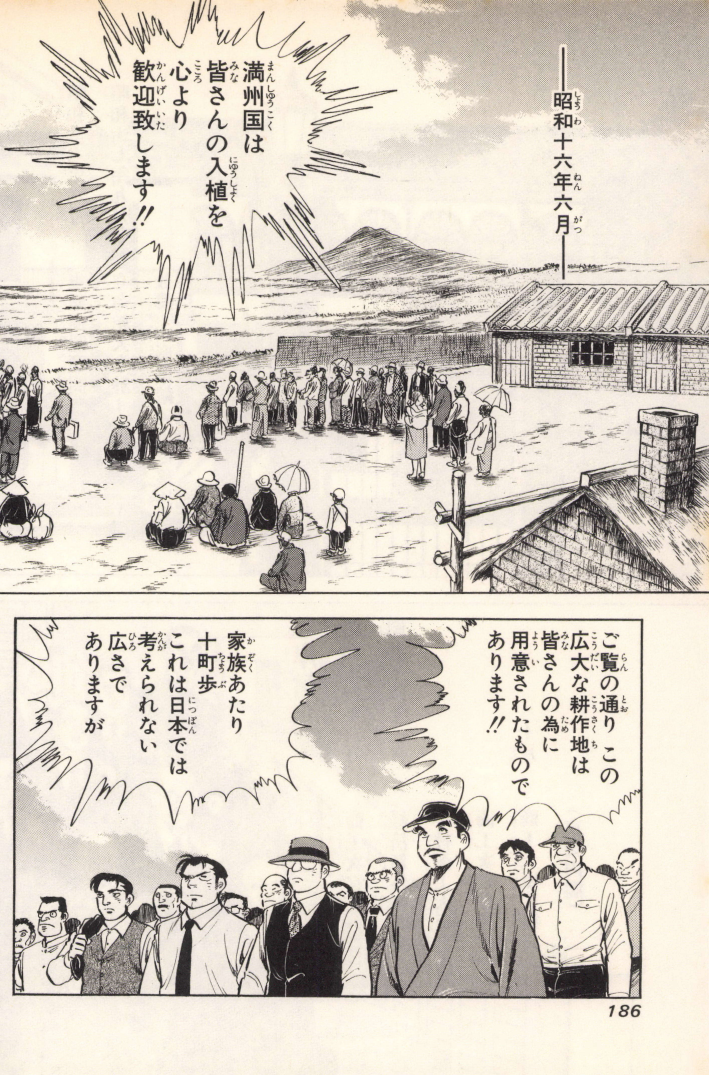 昭和十六年六月
満州国は
皆さんの入植を
心より
歓迎致します!!
ご覧の通り この
広大な耕作地は
皆さんの為に
用意されたもので
あります!!
家族あたり
十町歩
これは日本では
考えられない
広さで
ありますが
186